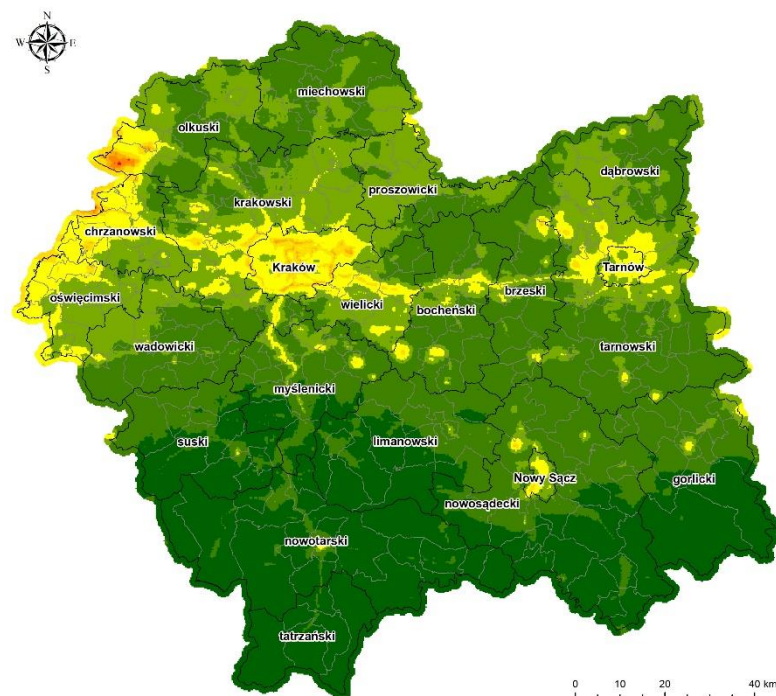 N
W E
S
miechowski
olkuski
dąbrowski
proszowicki
krakowski
chrzanowski
Kraków
Tarnów
oświęcimski
wielicki
bocheński
brzeski
wadowicki
tarnowski
myślenicki
suski
limanowski
Nowy Sącz
gorlicki
nowosądecki
nowotarski
tatrzański
0 10 20 40 km